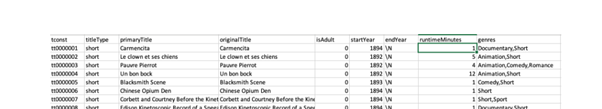 tconst titleType primaryTitle originalTitle isAdult startYear endYear runtimeMinutes genres
tt0000001 short Carmencita Carmencita 0 1894 \N 1 Documentary,Short
tt0000002 short Le clown et ses chiens Le clown et ses chiens 0 1892 \N 5 Animation,Short
tt0000003 short Pauvre Pierrot Pauvre Pierrot 0 1892 \N 4 Animation,Comedy,Romance
tt0000004 short Un bon bock Un bon bock 0 1892 \N 12 Animation,Short
tt0000005 short Blacksmith Scene Blacksmith Scene 0 1893 \N 1 Comedy,Short
tt0000006 short Chinese Opium Den Chinese Opium Den 0 1894 \N 1 Short
tt0000007 short Corbett and Courtney Before the Kinet Corbett and Courtney Before the Kin 0 1894 \N 1 Short,Sport
tt0000008 short Edison Kinetoscopic Record of a Edison Kinetoscopic Record of a 0 1894 \N 1 Documentary,Short